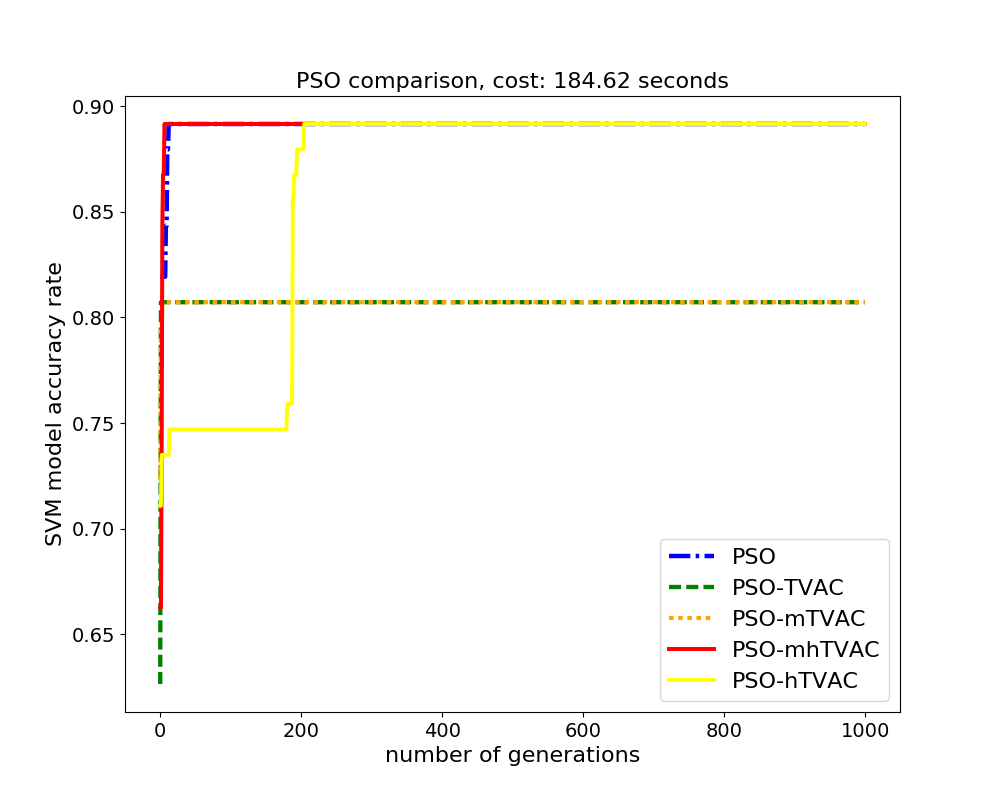 PSO comparison, cost: 184.62 seconds
SVM model accuracy rate
0.90
0.85
0.80
0.75
0.70
0.65
0 200 400 600 800 1000
number of generations
PSO
PSO-TVAC
PSO-mTVAC
PSO-mhTVAC
PSO-hTVAC